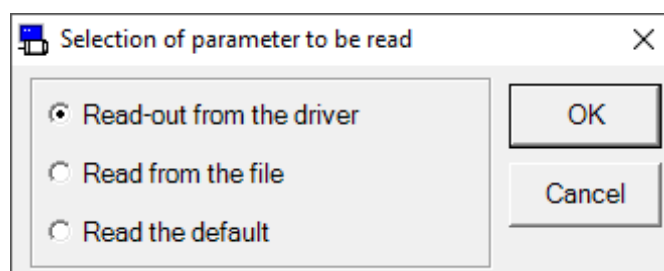 Selection of parameter to be read
Read-out from the driver
OK
Read from the file
Cancel
Read the default